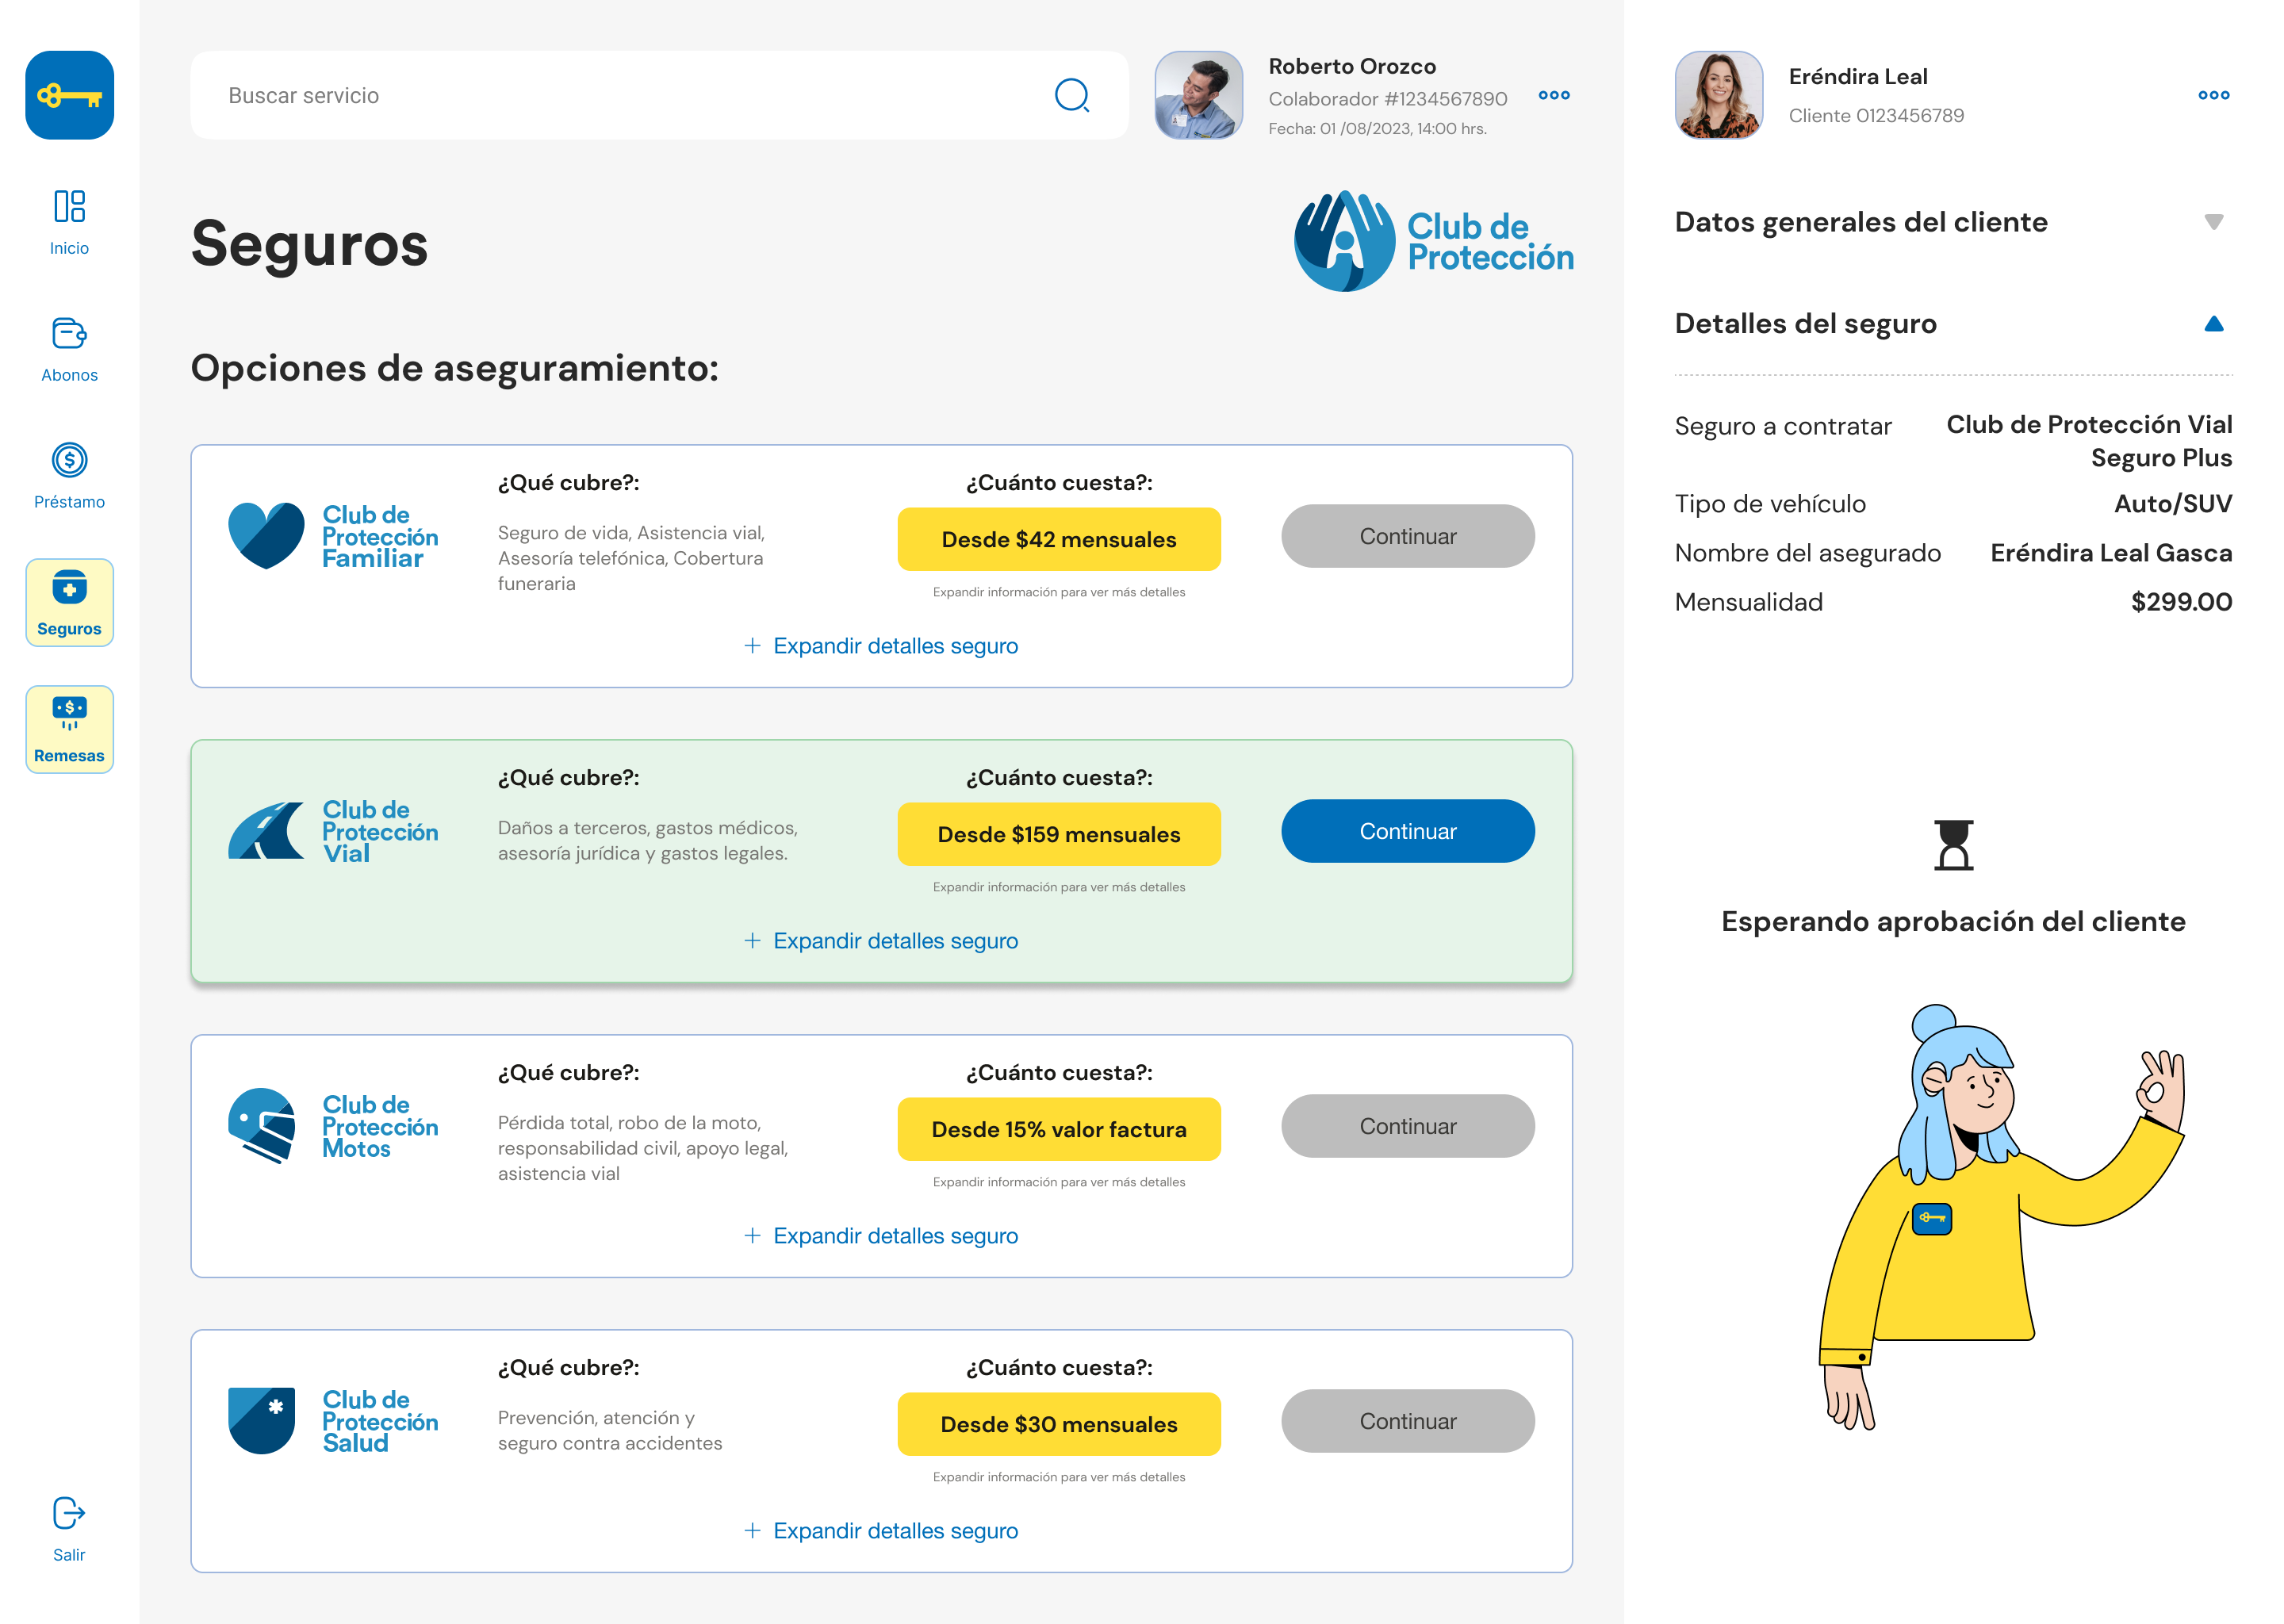 Inicio
Abonos
Préstamo
Seguros
Remesas
Salir
Buscar servicio
Roberto Orozco
Colaborador #1234567890
Fecha: 01 /08/2023, 14:00 hrs.
Seguros
Club de
Protección
Opciones de aseguramiento:
Club de
Protección
Familiar
¿Qué cubre?:
Seguro de vida, Asistencia vial,
Asesoría telefónica, Cobertura
funeraria
¿Cuánto cuesta?:
Desde $42 mensuales
Expandir información para ver más detalles
Continuar
+ Expandir detalles seguro
Club de
Protección
Vial
¿Qué cubre?:
Daños a terceros, gastos médicos,
asesoría jurídica y gastos legales.
¿Cuánto cuesta?:
Desde $159 mensuales
Expandir información para ver más detalles
Continuar
+ Expandir detalles seguro
Club de
Protección
Motos
¿Qué cubre?:
Pérdida total, robo de la moto,
responsabilidad civil, apoyo legal,
asistencia vial
¿Cuánto cuesta?:
Desde 15% valor factura
Expandir información para ver más detalles
Continuar
+ Expandir detalles seguro
Club de
Protección
Salud
¿Qué cubre?:
Prevención, atención y
seguro contra accidentes
¿Cuánto cuesta?:
Desde $30 mensuales
Expandir información para ver más detalles
Continuar
+ Expandir detalles seguro
Eréndira Leal
Cliente 0123456789
Datos generales del cliente
Detalles del seguro
Seguro a contratar Club de Protección Vial
Seguro Plus
Tipo de vehículo Auto/SUV
Nombre del asegurado Eréndira Leal Gasca
Mensualidad $299.00
Esperando aprobación del cliente